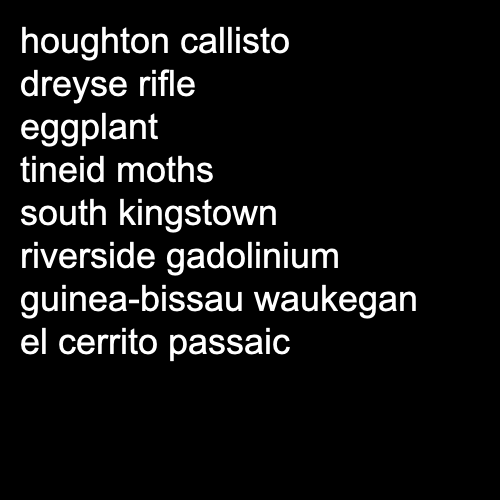 houghton callisto
dreyse rifle
eggplant
tineid moths
south kingstown
riverside gadolinium
guinea-bissau waukegan
el cerrito passaic